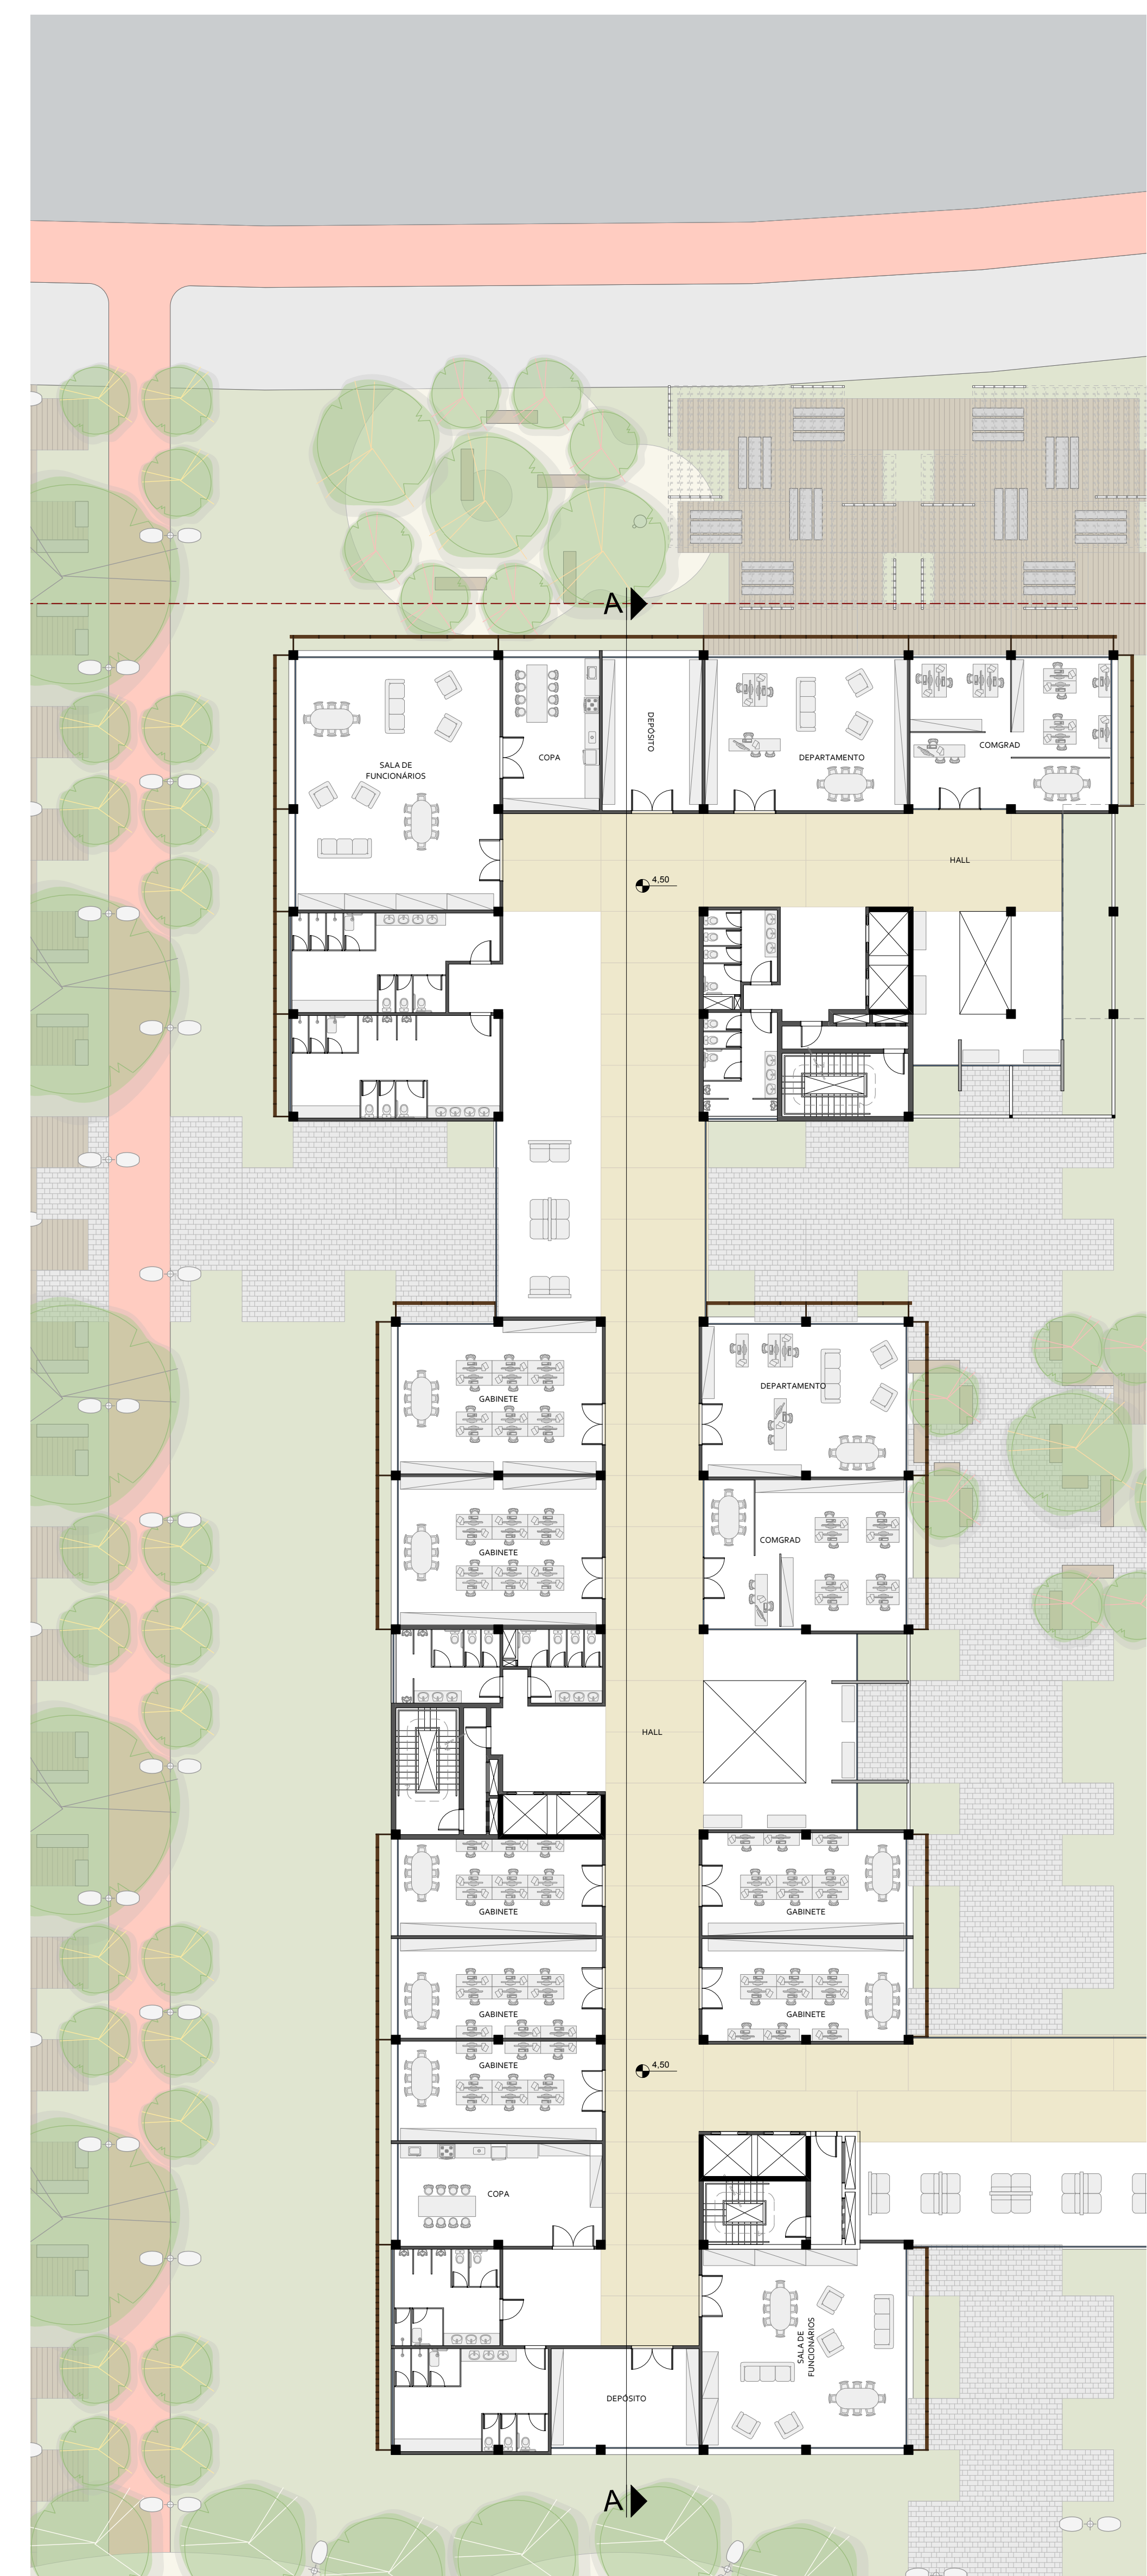 A
DEPÓSITO
COPA
DEPARTAMENTO
COMGRAD
SALA DE
FUNCIONÁRIOS
HALL
4,50
DEPARTAMENTO
GABINETE
COMGRAD
GABINETE
HALL
GABINETE
GABINETE
GABINETE
GABINETE
GABINETE
4,50
COPA
SALA DE
FUNCIONÁRIOS
DEPÓSITO
A